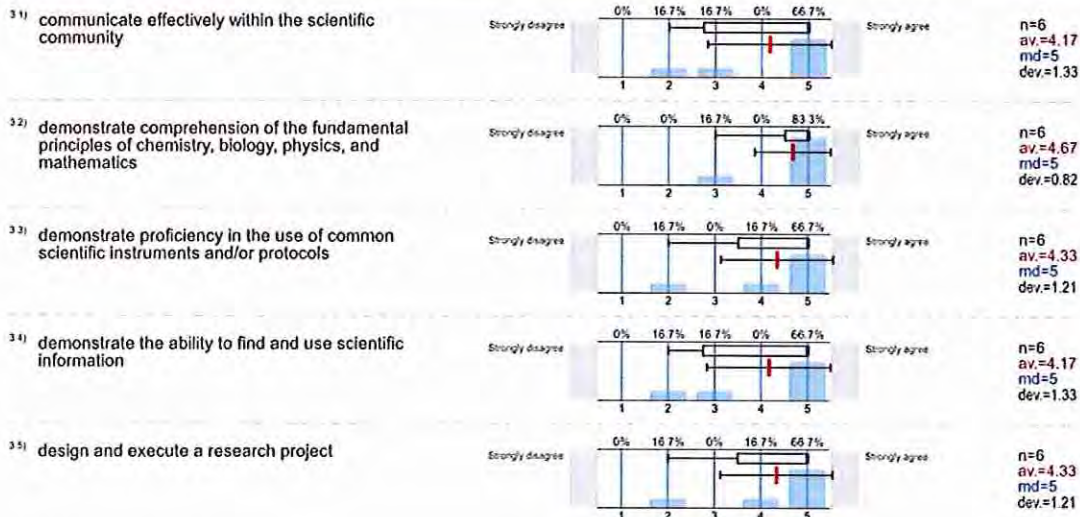 3.1) communicate effectively within the scientific community
Strongly disagree
0% 16.7% 16.7% 0% 66.7%
1 2 3 4 5
Strongly agree
n=6
av.=4.17
md=5
dev.=1.33
3.2) demonstrate comprehension of the fundamental principles of chemistry, biology, physics, and mathematics
Strongly disagree
0% 0% 16.7% 0% 83.3%
1 2 3 4 5
Strongly agree
n=6
av.=4.67
md=5
dev.=0.82
3.3) demonstrate proficiency in the use of common scientific instruments and/or protocols
Strongly disagree
0% 16.7% 0% 16.7% 66.7%
1 2 3 4 5
Strongly agree
n=6
av.=4.33
md=5
dev.=1.21
3.4) demonstrate the ability to find and use scientific information
Strongly disagree
0% 16.7% 16.7% 0% 66.7%
1 2 3 4 5
Strongly agree
n=6
av.=4.17
md=5
dev.=1.33
3.5) design and execute a research project
Strongly disagree
0% 16.7% 0% 16.7% 66.7%
1 2 3 4 5
Strongly agree
n=6
av.=4.33
md=5
dev.=1.21